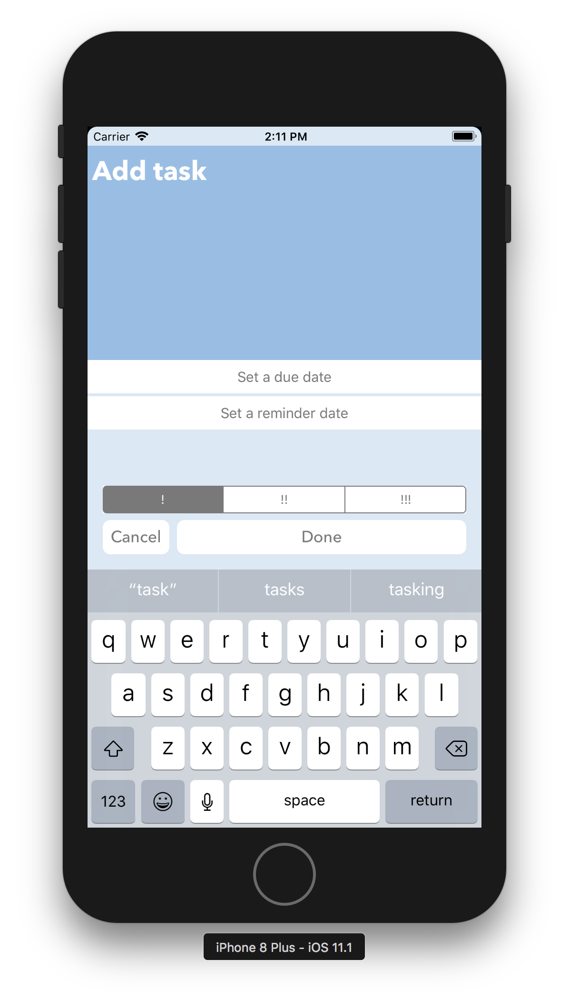 Carrier 2:11 PM
Add task
Set a due date
Set a reminder date
! !! !!!
Cancel Done
“task” tasks tasking
q w e r t y u i o p
a s d f g h j k l
z x c v b n m
123 space return
iPhone 8 Plus - iOS 11.1